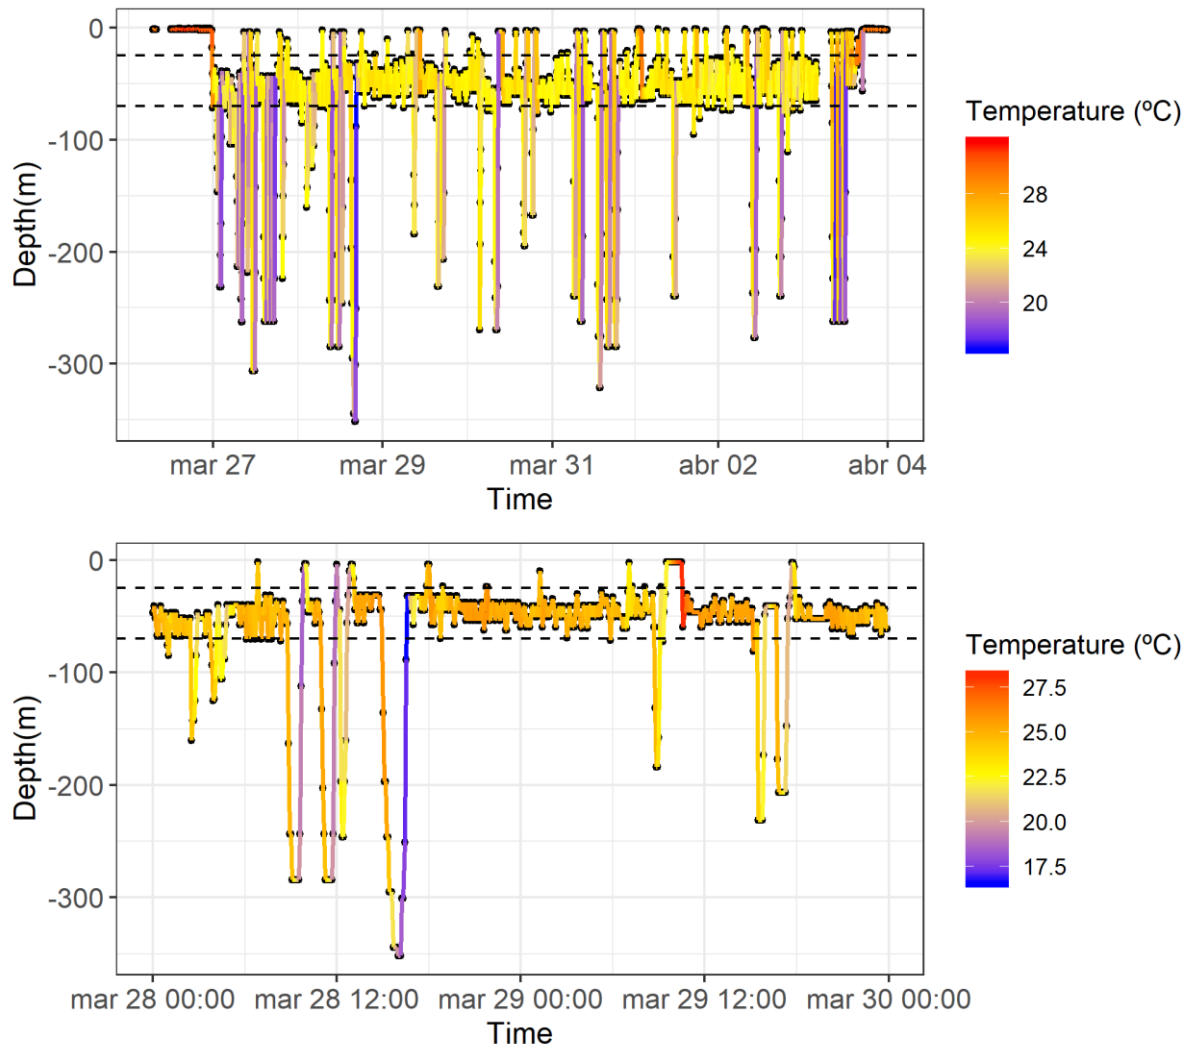 0
-100
-200
-300
Depth(m)
mar 27
mar 29
mar 31
abr 02
abr 04
Time
Temperature (ºC)
28
24
20
0
-100
-200
-300
Depth(m)
mar 28 00:00
mar 28 12:00
mar 29 00:00
mar 29 12:00
mar 30 00:00
Time
Temperature (ºC)
27.5
25.0
22.5
20.0
17.5